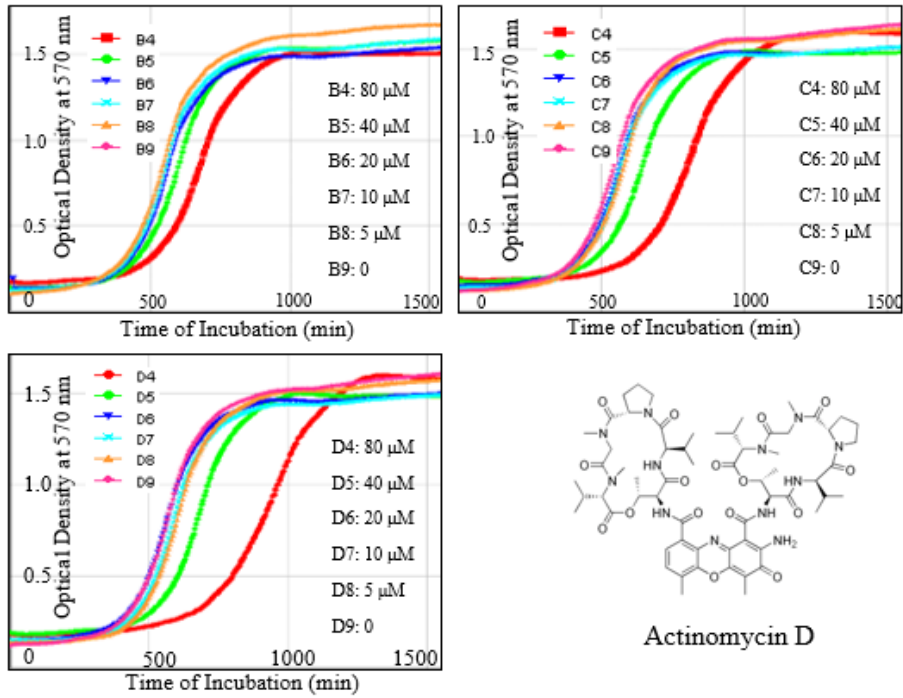 Optical Density at 570 nm
1.5
1.0
0.5
B4
B5
B6
B7
B8
B9
B4: 80 μM
B5: 40 μM
B6: 20 μM
B7: 10 μM
B8: 5 μM
B9: 0
0
500
1000
1500
Time of Incubation (min)
Optical Density at 570 nm
1.5
1.0
0.5
C4
C5
C6
C7
C8
C9
C4: 80 μM
C5: 40 μM
C6: 20 μM
C7: 10 μM
C8: 5 μM
C9: 0
0
500
1000
1500
Time of Incubation (min)
Optical Density at 570 nm
1.5
1.0
0.5
D4
D5
D6
D7
D8
D9
D4: 80 μM
D5: 40 μM
D6: 20 μM
D7: 10 μM
D8: 5 μM
D9: 0
0
500
1000
1500
Time of Incubation (min)
O
N
O
N
O
N
O
HN
O
N
O
O
HN
O
O
N
O
N
O
N
O
O
HN
O
O
NH
O
N
NH₂
O
O
Actinomycin D